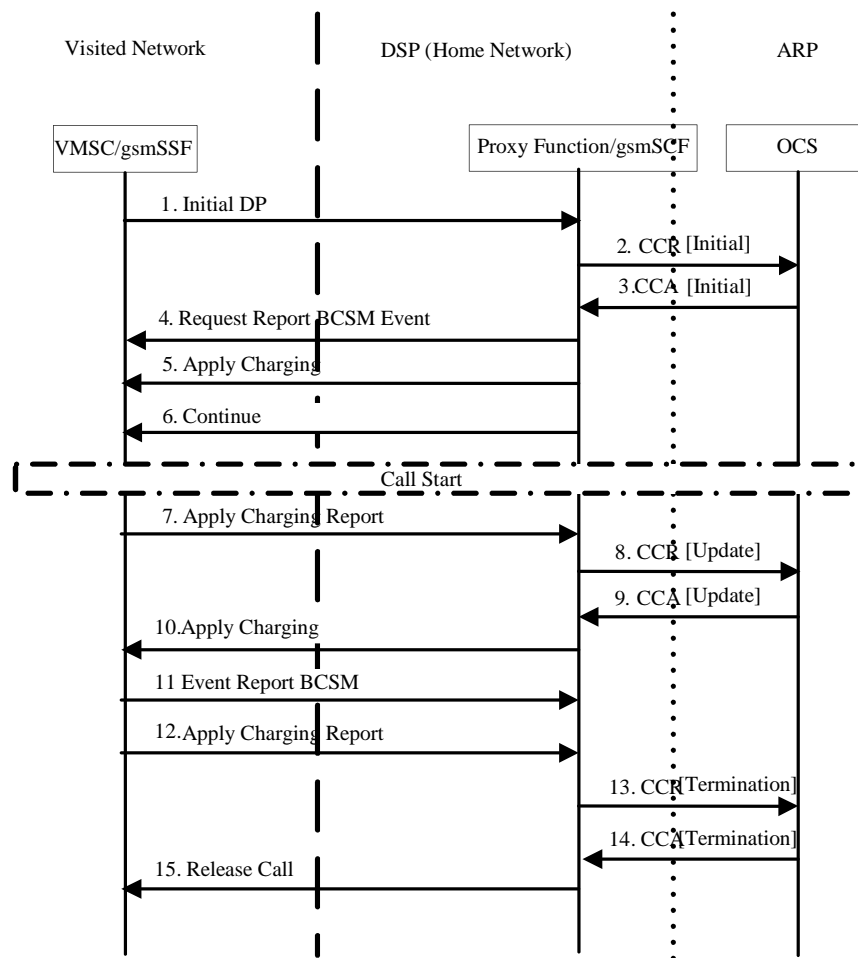 Visited Network
DSP (Home Network)
ARP
VMSC/gsmSSF
Proxy Function/gsmSCF
OCS
1. Initial DP
2. CCR [Initial]
3.CCA [Initial]
4. Request Report BCSM Event
5. Apply Charging
6. Continue
Call Start
7. Apply Charging Report
8. CCR [Update]
9. CCA [Update]
10.Apply Charging
11 Event Report BCSM
12.Apply Charging Report
13. CCR[Termination]
14. CCA[Termination]
15. Release Call